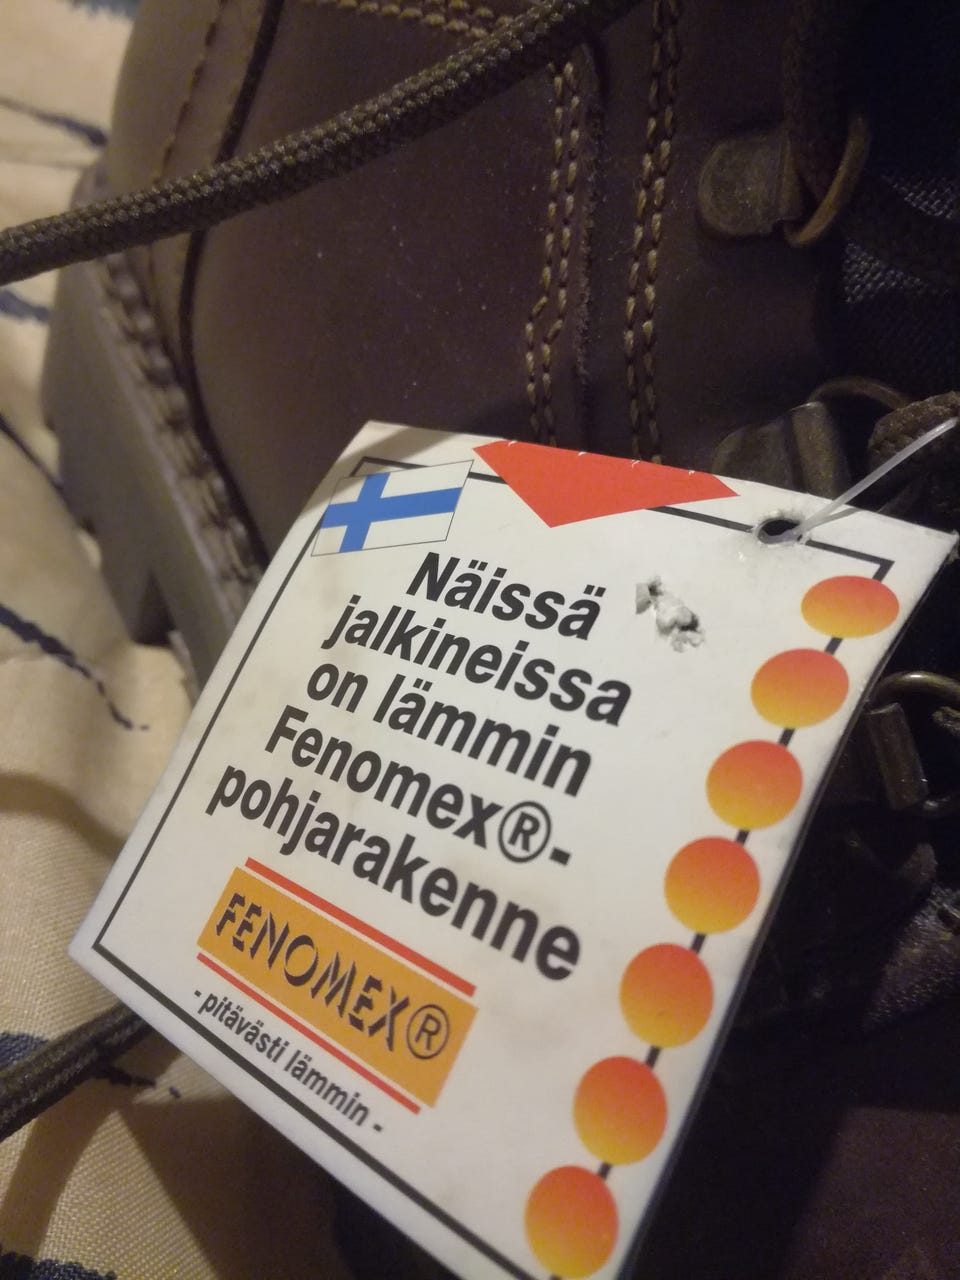 Näissä
jalkineissa
on lämmin
Fenomex®-
pohjarakenne
FENOMEX®
- pitävästi lämmin -